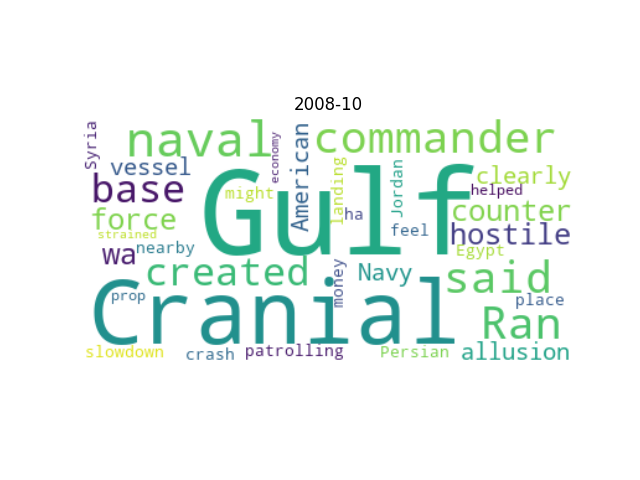 2008-10
Syria
naval
economy
American
commander
vessel
base
Gulf
might
landing
Jordan
clearly
helped
force
ha
feel
counter
strained
wa
nearby
hostile
Egypt
created
money
Navy
said
Cranial
prop
place
Ran
slowdown
crash
patrolling
Persian
allusion